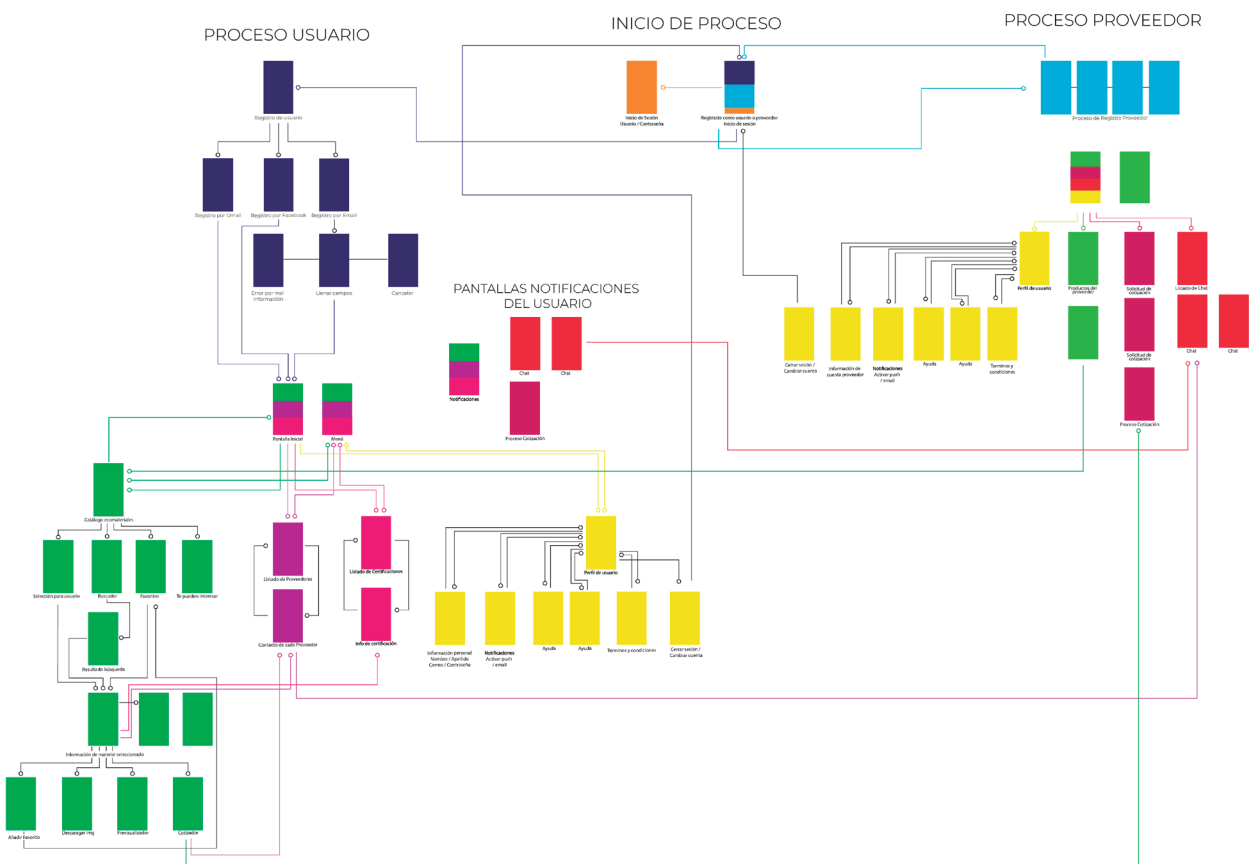 PROCESO USUARIO
INICIO DE PROCESO
PROCESO PROVEEDOR
Registro de usuario
Inicio de Sesión
Usuario / Contraseña
Regístrate como usuario o proveedor
Inicio de sesión
Proceso de Registro Proveedor
Registro por Gmail
Registro por Facebook
Registro por Email
Error por mal
información
Llenar campos
Cancelar
PANTALLAS NOTIFICACIONES
DEL USUARIO
Notificaciones
Chat
Chat
Proceso Cotización
Perfil de usuario
Productos del
proveedor
Solicitud de
cotización
Listado de Chat
Cerrar sesión /
Cambiar cuenta
Información de
cuenta proveedor
Notificaciones
Activar push
/ email
Ayuda
Ayuda
Terminos y
condiciones
Solicitud de
cotización
Chat
Chat
Proceso Cotización
Pantalla Inicial
Menú
Catálogo ecomateriales
Selección para usuario
Buscador
Favoritos
Te pueden interesar
Resultado búsqueda
Listado de Proveedores
Listado de Certificaciones
Contacto de cada Proveedor
Info de certificación
Perfil de usuario
Información personal
Nombre / Apellido
Correo / Contraseña
Notificaciones
Activar push
/ email
Ayuda
Ayuda
Terminos y condiciones
Cerrar sesión /
Cambiar cuenta
Información de material seleccionado
Añadir Favorito
Descaragar img
Previsualizador
Cotizador